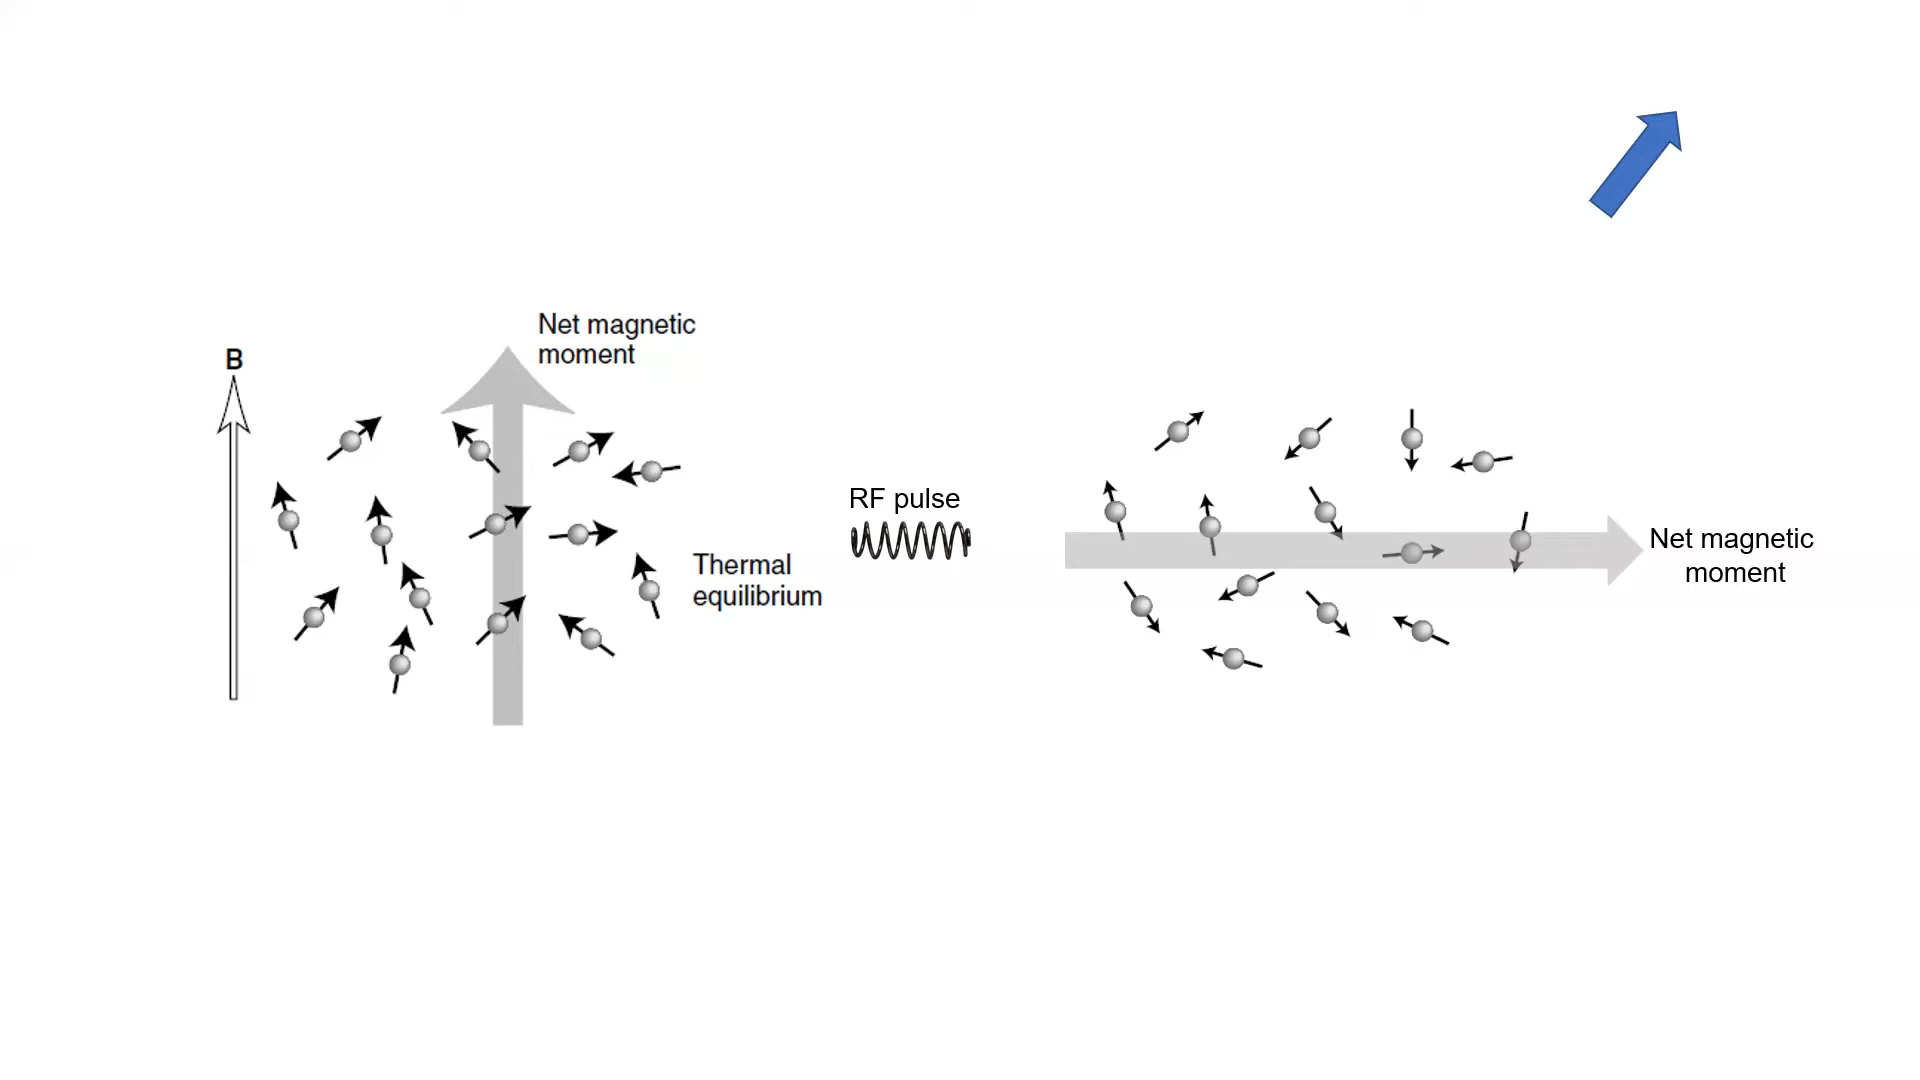 Net magnetic
moment
B
RF pulse
Thermal
equilibrium
Net magnetic
moment